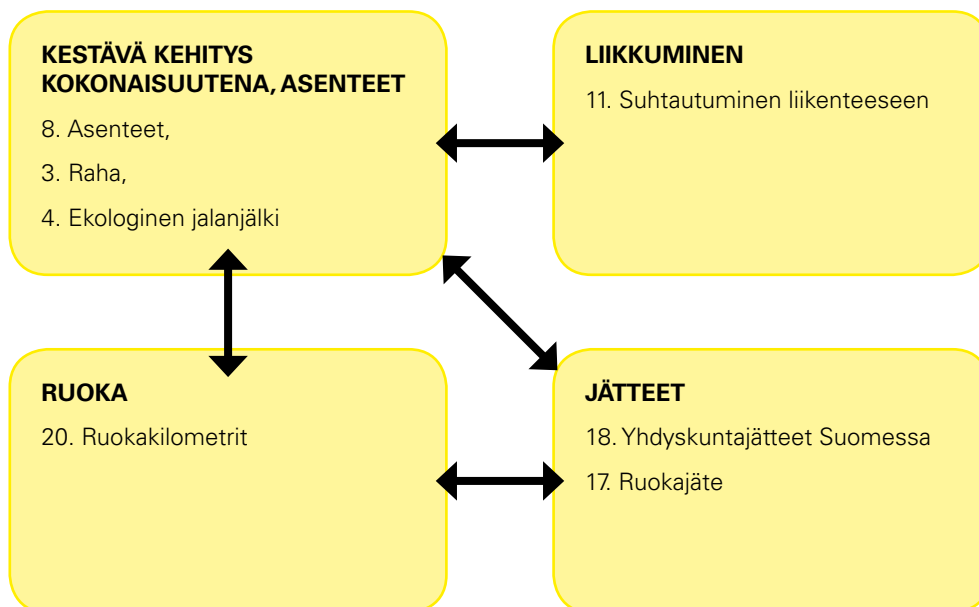 KESTÄVÄ KEHITYS
KOKONAISUUTENA, ASENTEET
8. Asenteet,
3. Raha,
4. Ekologinen jalanjälki
LIIKKUMINEN
11. Suhtautuminen liikenteeseen
RUOKA
20. Ruokakilometrit
JÄTTEET
18. Yhdyskuntajätteet Suomessa
17. Ruokajäte